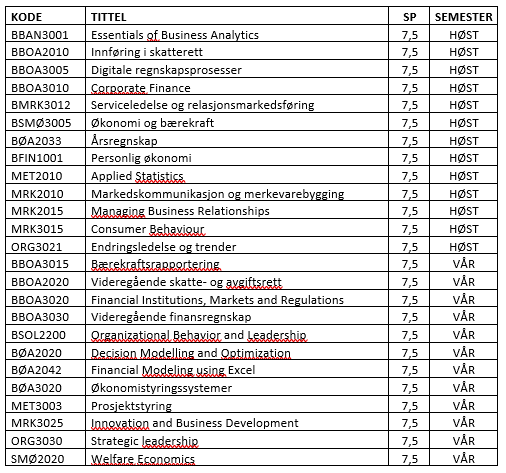 KODE TITTEL SP SEMESTER
BBAN3001 Essentials of Business Analytics 7,5 HØST
BBOA2010 Innføring i skatterett 7,5 HØST
BBOA3005 Digitale regnskapsprosesser 7,5 HØST
BBOA3010 Corporate Finance 7,5 HØST
BMRK3012 Serviceledelse og relasjonsmarkedsføring 7,5 HØST
BSMØ3005 Økonomi og bærekraft 7,5 HØST
BØA2033 Årsregnskap 7,5 HØST
BFIN1001 Personlig økonomi 7,5 HØST
MET2010 Applied Statistics 7,5 HØST
MRK2010 Markedskommunikasjon og merkevarebygging 7,5 HØST
MRK2015 Managing Business Relationships 7,5 HØST
MRK3015 Consumer Behaviour 7,5 HØST
ORG3021 Endringsledelse og trender 7,5 HØST
BBOA3015 Bærekraftsrapportering 7,5 VÅR
BBOA2020 Videregående skatte- og avgiftsrett 7,5 VÅR
BBOA3020 Financial Institutions, Markets and Regulations 7,5 VÅR
BBOA3030 Videregående finansregnskap 7,5 VÅR
BSOL2200 Organizational Behavior and Leadership 7,5 VÅR
BØA2020 Decision Modelling and Optimization 7,5 VÅR
BØA2042 Financial Modeling using Excel 7,5 VÅR
BØA3020 Økonomistyringssystemer 7,5 VÅR
MET3003 Prosjektstyring 7,5 VÅR
MRK3025 Innovation and Business Development 7,5 VÅR
ORG3030 Strategic leadership 7,5 VÅR
SMØ2020 Welfare Economics 7,5 VÅR